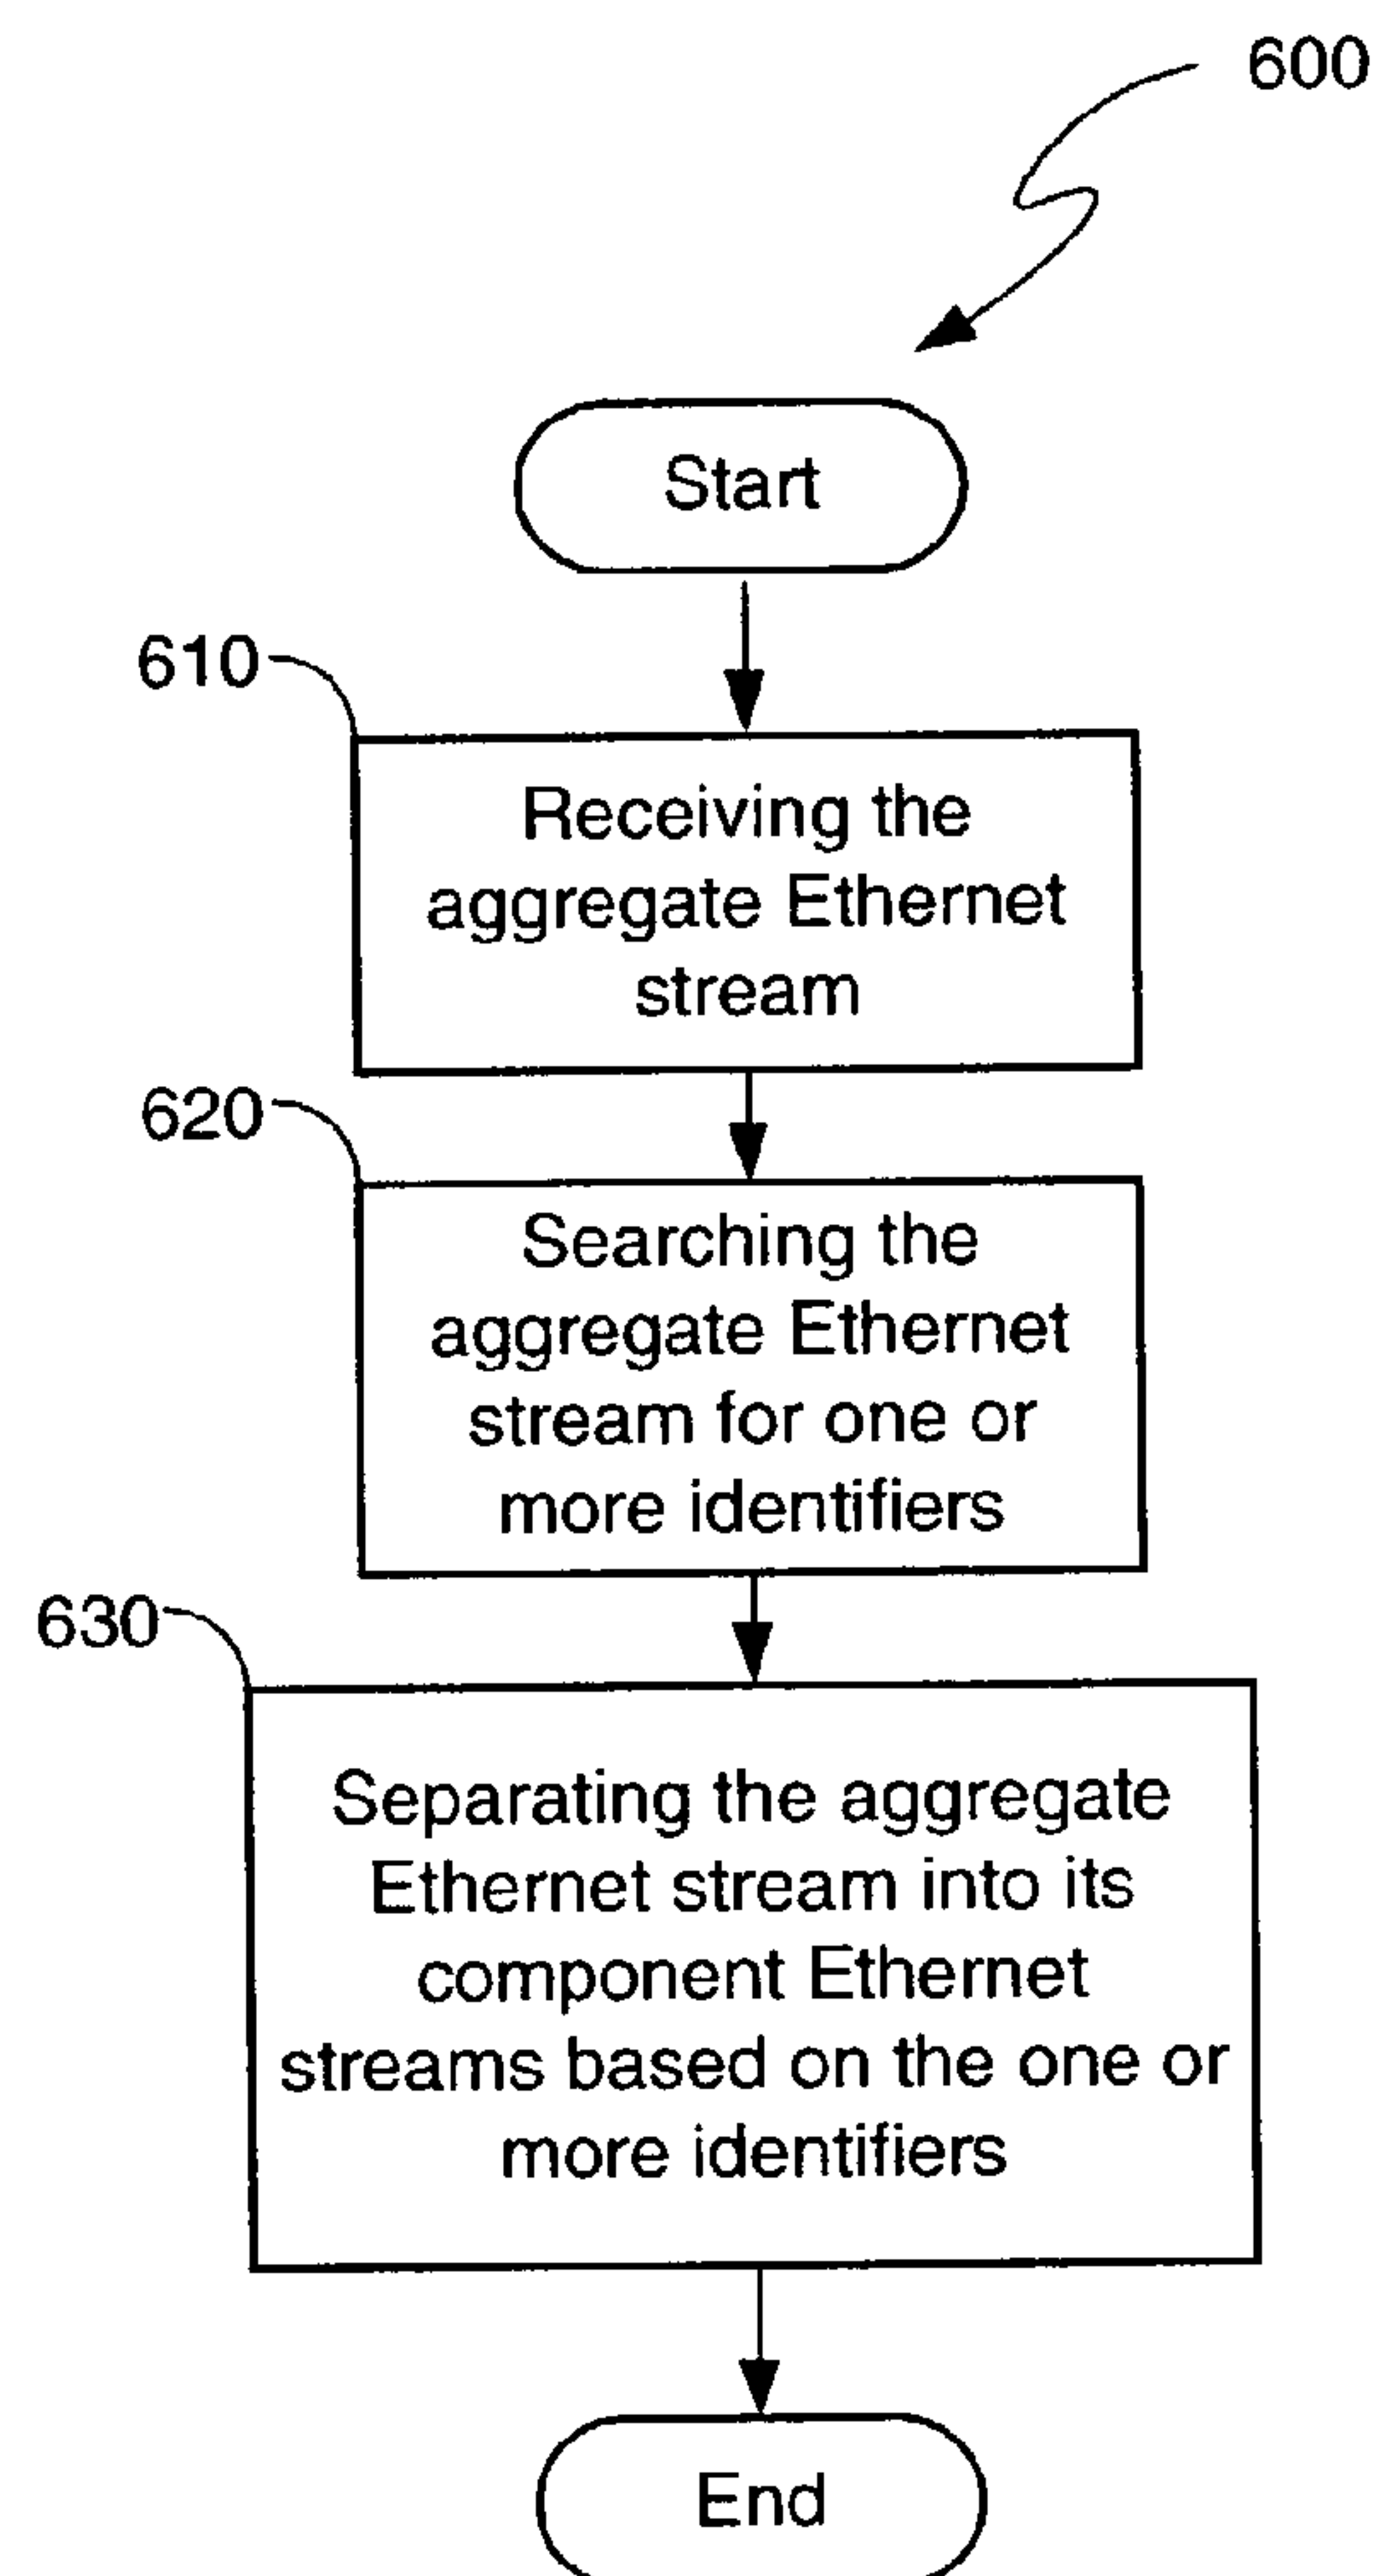 600
Start
610
Receiving the
aggregate Ethernet
stream
620
Searching the
aggregate Ethernet
stream for one or
more identifiers
630
Separating the aggregate
Ethernet stream into its
component Ethernet
streams based on the one or
more identifiers
End